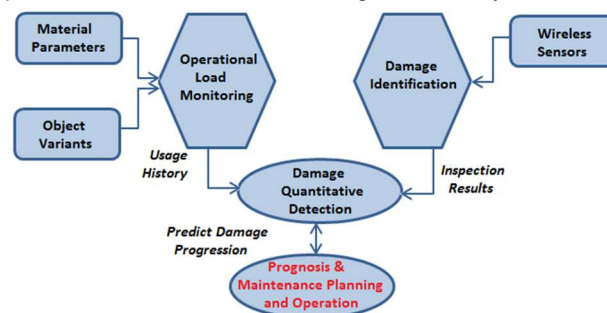 Material
Parameters
Operational
Load
Monitoring
Damage
Identification
Wireless
Sensors
Object
Variants
Usage
History
Damage
Quantitative
Detection
Inspection
Results
Predict Damage
Progression
Prognosis &
Maintenance Planning
and Operation